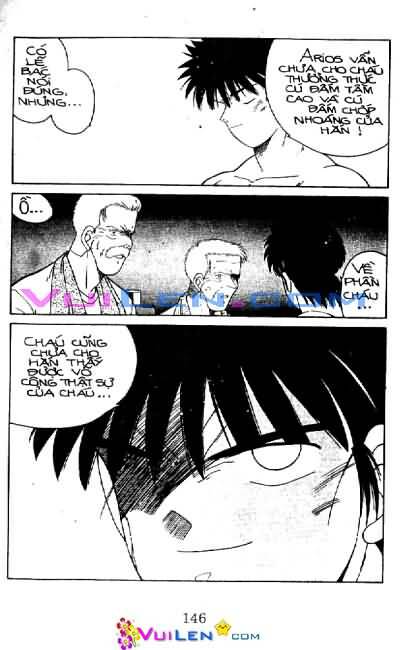 CÓ
LẼ
BÁC
NÓI
ĐÚNG,
NHƯNG...
ARIOS VẪN
CHƯA CHO CHÁU
THƯỞNG THỨC
CÚ ĐẤM TẦM
CAO VÀ CÚ
ĐẤM CHỚP
NHOÁNG CỦA
HẮN !
Ồ...
VỀ
PHẦN
CHÁU
...
VUILEN.COM
CHÁU CŨNG
CHƯA CHO
HẮN THẤY
ĐƯỢC VÕ
CÔNG THẬT SỰ
CỦA CHÁU...
146
VUILEN.COM